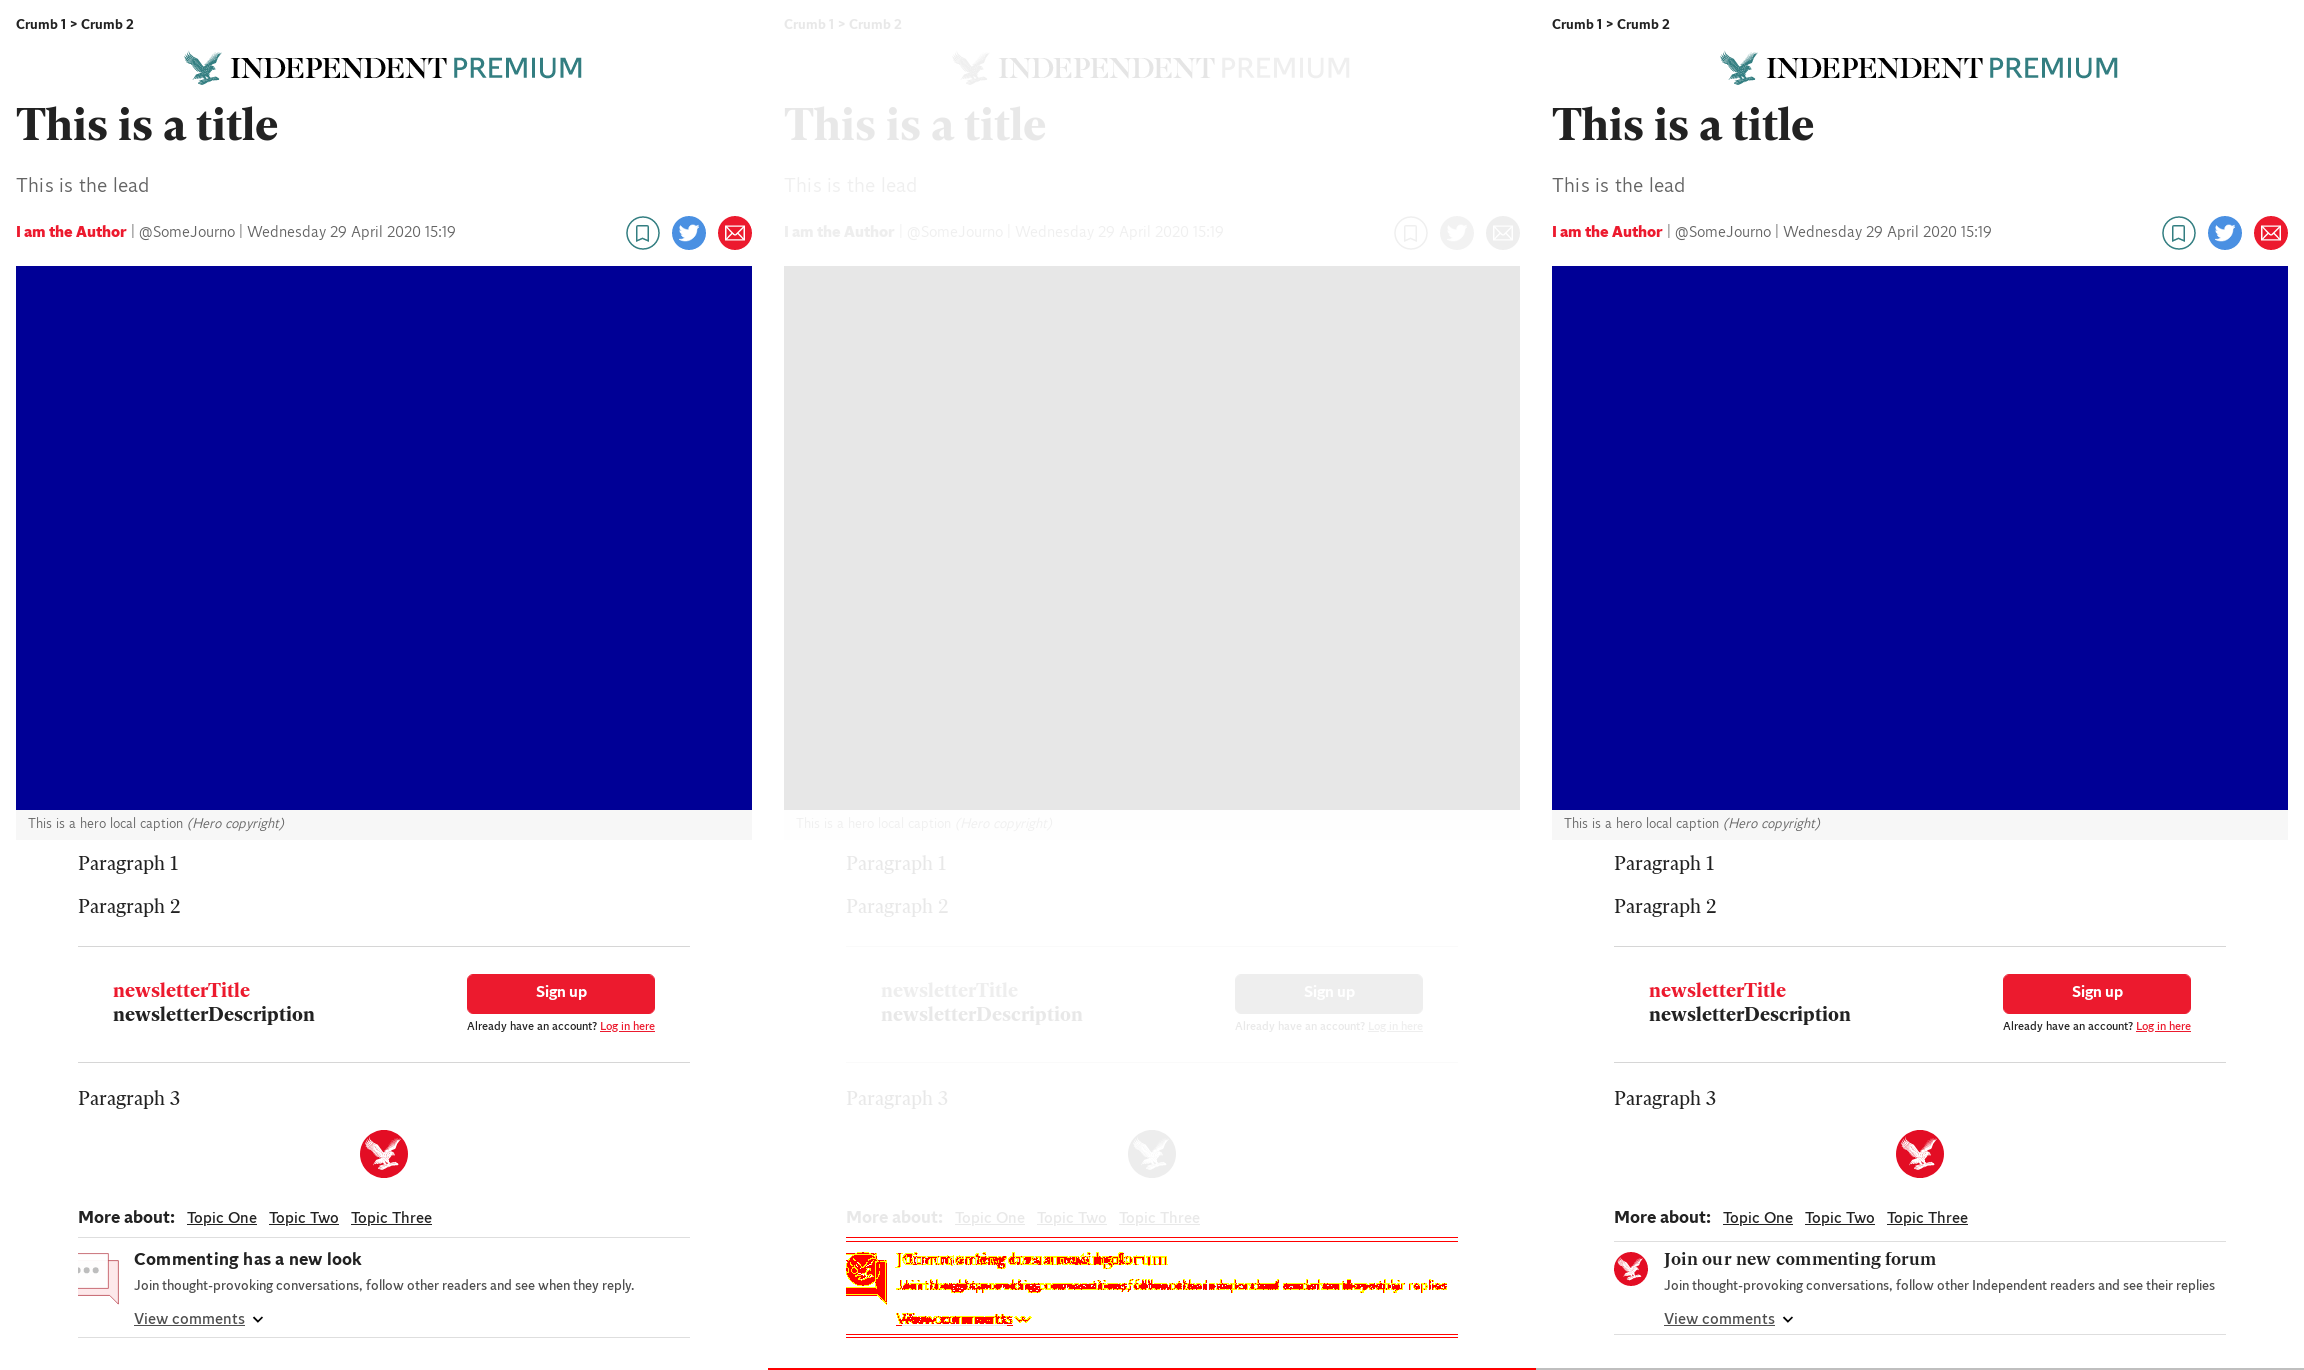 Crumb 1 > Crumb 2
INDEPENDENT PREMIUM
This is a title
This is the lead
I am the Author | @SomeJourno | Wednesday 29 April 2020 15:19
This is a hero local caption (Hero copyright)
Paragraph 1
Paragraph 2
newsletterTitle
newsletterDescription
Sign up
Already have an account? Log in here
Paragraph 3
More about: Topic One Topic Two Topic Three
Commenting has a new look
Join thought-provoking conversations, follow other readers and see when they reply.
View comments
Crumb 1 > Crumb 2
INDEPENDENT PREMIUM
This is a title
This is the lead
I am the Author | @SomeJourno | Wednesday 29 April 2020 15:19
This is a hero local caption (Hero copyright)
Paragraph 1
Paragraph 2
newsletterTitle
newsletterDescription
Sign up
Already have an account? Log in here
Paragraph 3
More about: Topic One Topic Two Topic Three
Crumb 1 > Crumb 2
INDEPENDENT PREMIUM
This is a title
This is the lead
I am the Author | @SomeJourno | Wednesday 29 April 2020 15:19
This is a hero local caption (Hero copyright)
Paragraph 1
Paragraph 2
newsletterTitle
newsletterDescription
Sign up
Already have an account? Log in here
Paragraph 3
More about: Topic One Topic Two Topic Three
Join our new commenting forum
Join thought-provoking conversations, follow other Independent readers and see their replies
View comments